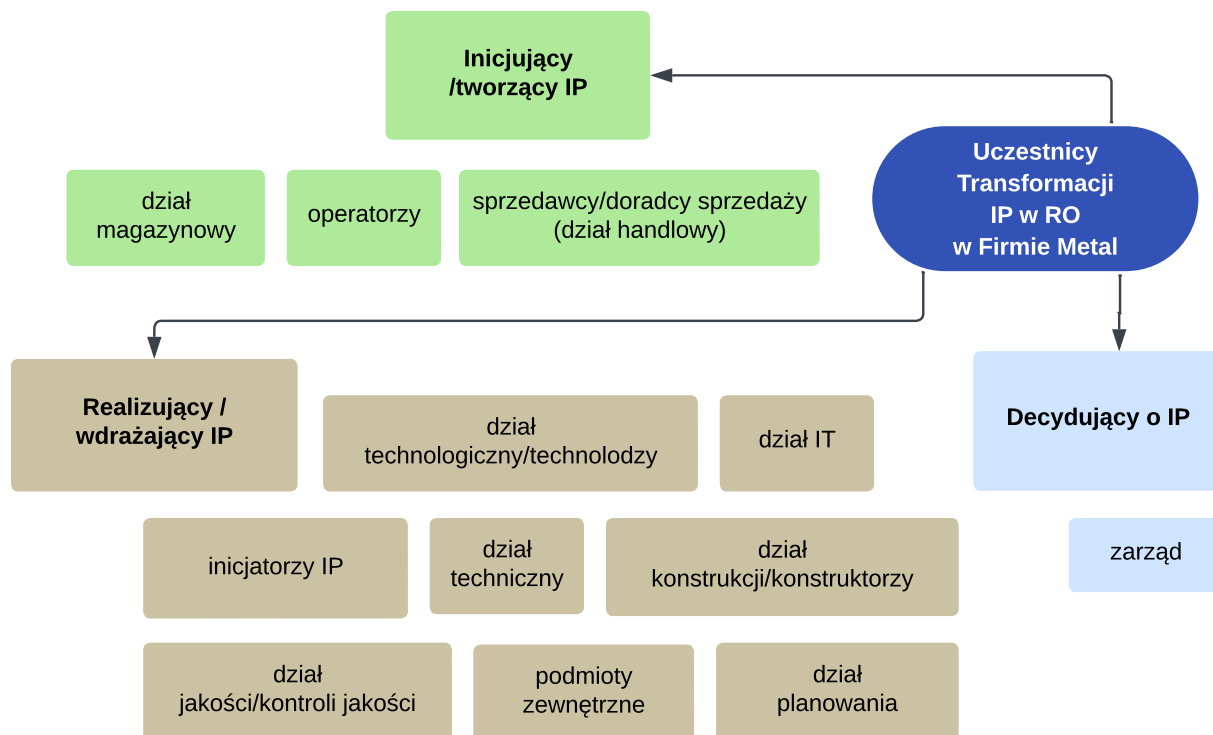 Inicjujący
/tworzący IP
Uczestnicy
Transformacji
IP w RO
w Firmie Metal
dział
magazynowy
operatorzy
sprzedawcy/doradcy sprzedaży
(dział handlowy)
Realizujący /
wdrażający IP
dział
technologiczny/technolodzy
dział IT
Decydujący o IP
inicjatorzy IP
dział
techniczny
dział
konstrukcji/konstruktorzy
zarząd
dział
jakości/kontroli jakości
podmioty
zewnętrzne
dział
planowania